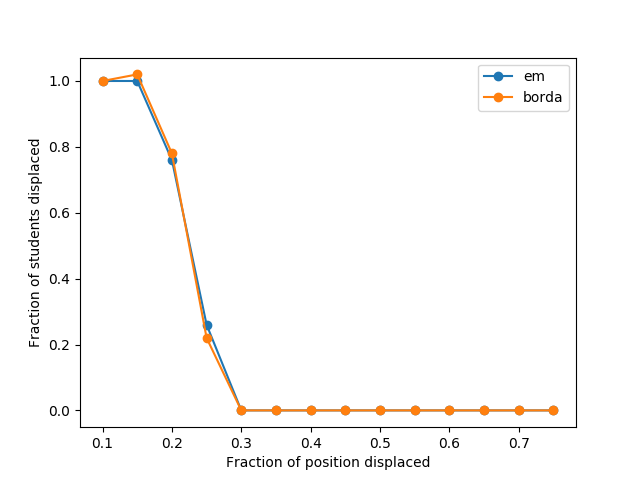 em
borda
1.0
0.8
0.6
0.4
0.2
0.0
Fraction of students displaced
0.1 0.2 0.3 0.4 0.5 0.6 0.7
Fraction of position displaced